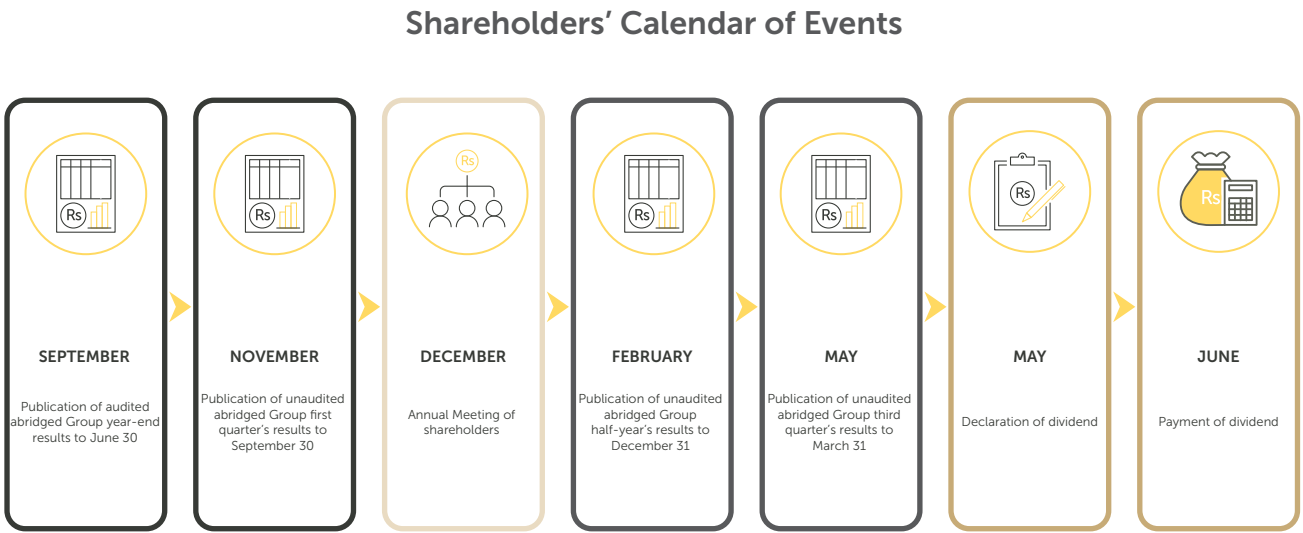 Shareholders’ Calendar of Events
Rs
SEPTEMBER
Publication of audited
abridged Group year-end
results to June 30
Rs
NOVEMBER
Publication of unaudited
abridged Group first
quarter’s results to
September 30
Rs
DECEMBER
Annual Meeting of
shareholders
Rs
FEBRUARY
Publication of unaudited
abridged Group
half-year’s results to
December 31
Rs
MAY
Publication of unaudited
abridged Group third
quarter’s results to
March 31
Rs
MAY
Declaration of dividend
Rs
JUNE
Payment of dividend